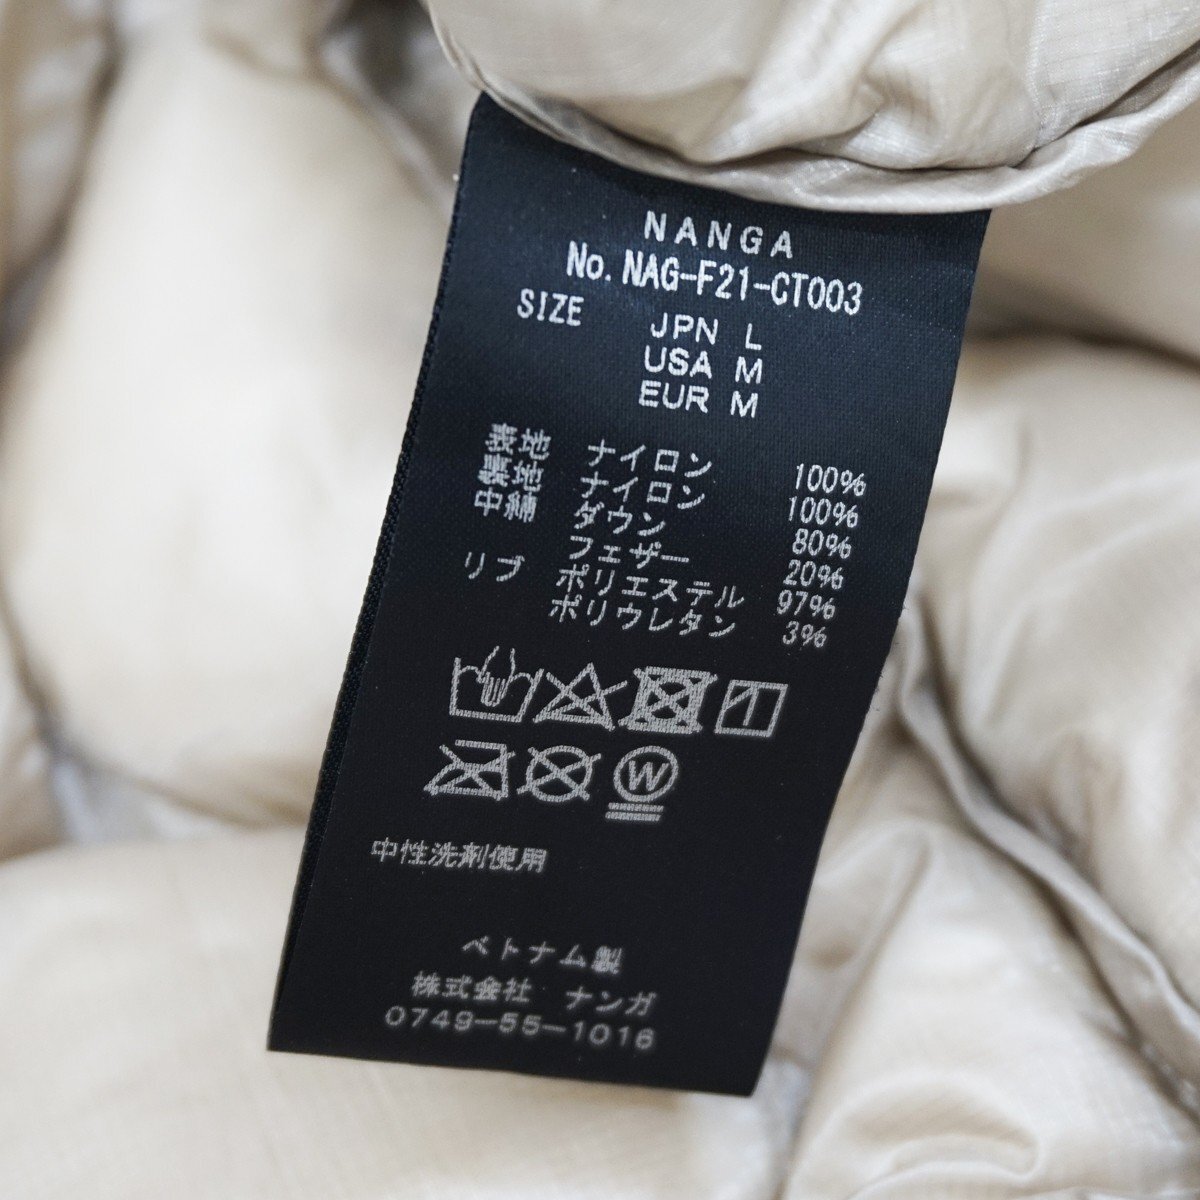 NANGA
No. NAG-F21-CT003
SIZE JPN L
USA M
EUR M
表地 ナイロン 100%
裏地 ナイロン 100%
中綿 ダウン 80%
フェザー 20%
リブ ポリエステル 97%
ポリウレタン 3%
W
中性洗剤使用
ベトナム製
株式会社 ナンガ
0749-55-1016